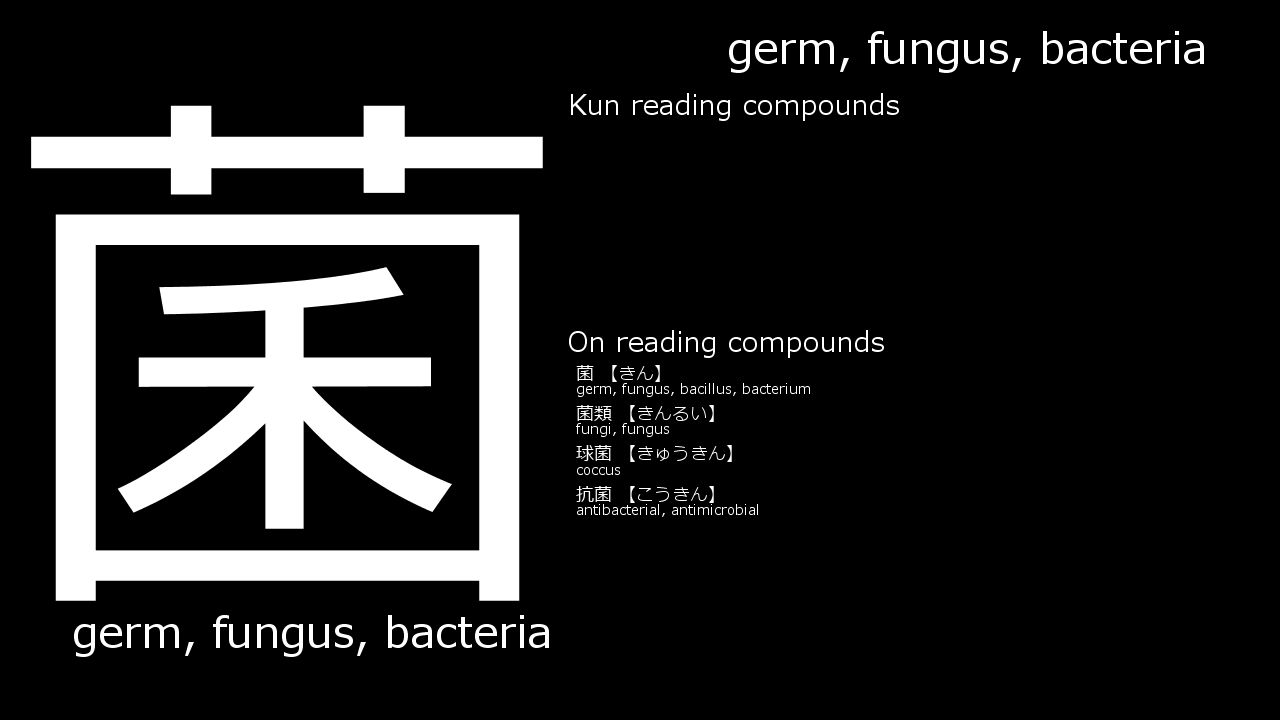 菌
germ, fungus, bacteria
germ, fungus, bacteria
Kun reading compounds
On reading compounds
菌 【きん】
germ, fungus, bacillus, bacterium
菌類 【きんるい】
fungi, fungus
球菌 【きゅうきん】
coccus
抗菌 【こうきん】
antibacterial, antimicrobial